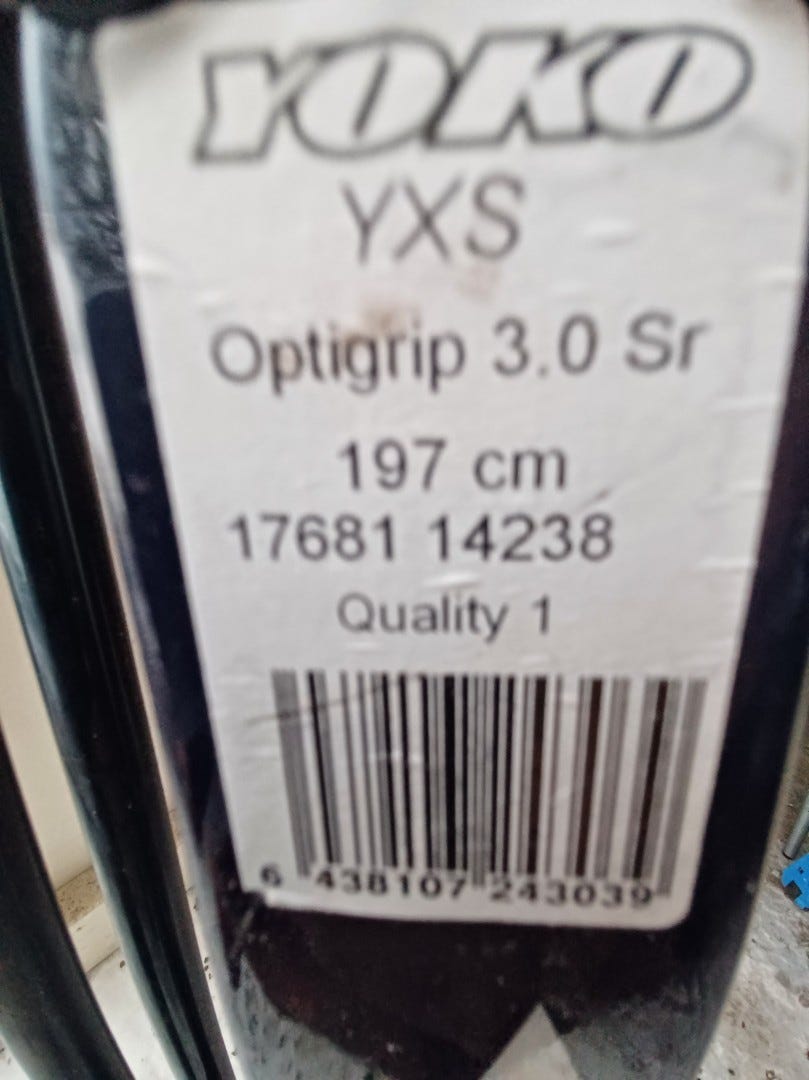 YOKO
YXS
Optigrip 3.0 Sr
197 cm
17681 14238
Quality 1
6 438107 243039